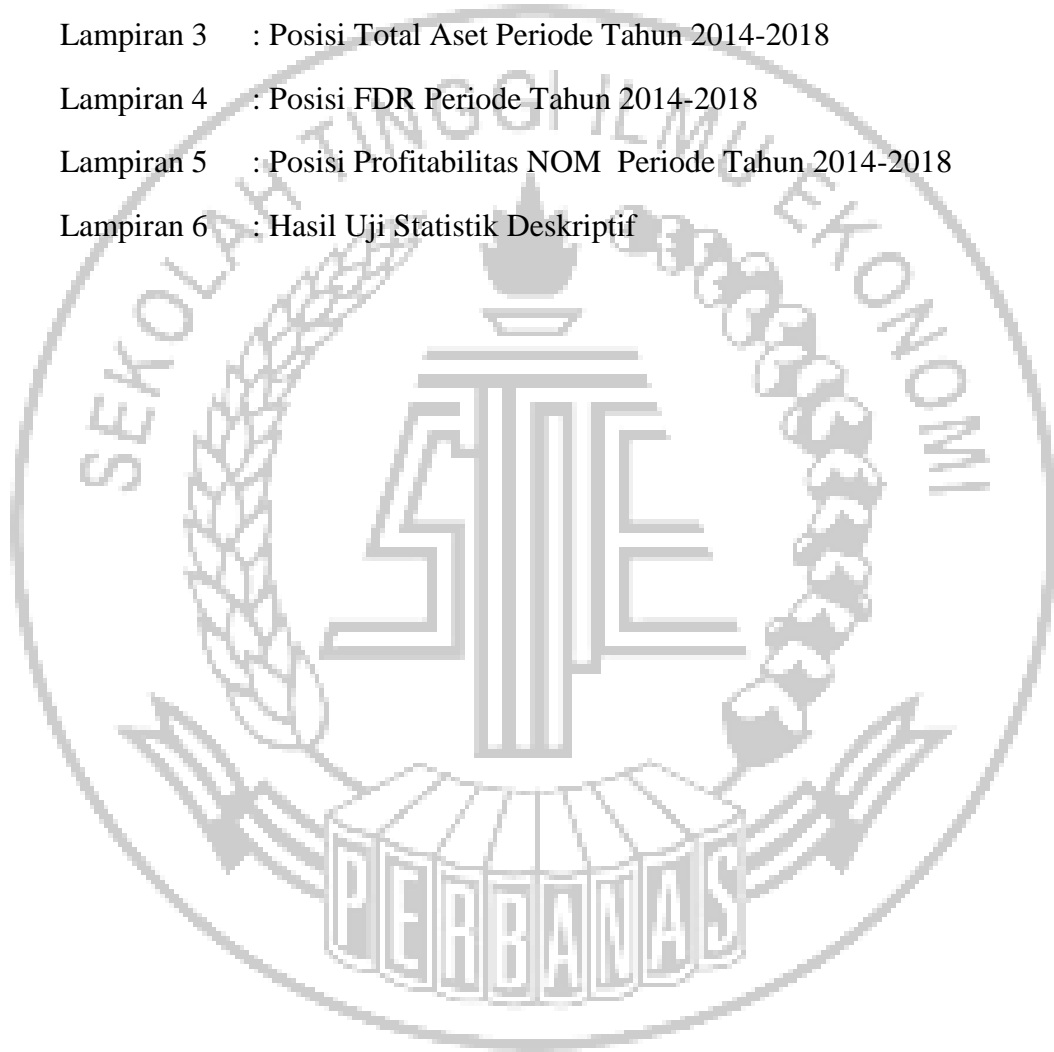 Lampiran 3 : Posisi Total Aset Periode Tahun 2014-2018
Lampiran 4 : Posisi FDR Periode Tahun 2014-2018
Lampiran 5 : Posisi Profitabilitas NOM Periode Tahun 2014-2018
Lampiran 6 : Hasil Uji Statistik Deskriptif
SEKOLAH TINGGI ILMU EKONOMI
STIE
PERBANAS